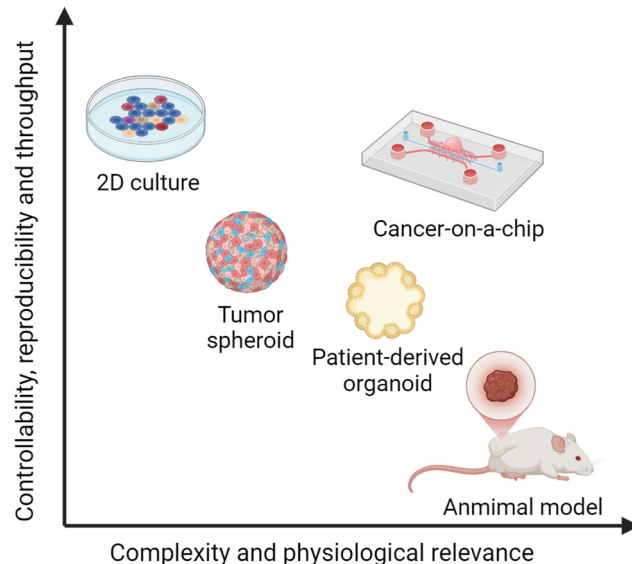 Controllability, reproducibility and throughput
2D culture
Cancer-on-a-chip
Tumor
spheroid
Patient-derived
organoid
Anmimal model
Complexity and physiological relevance